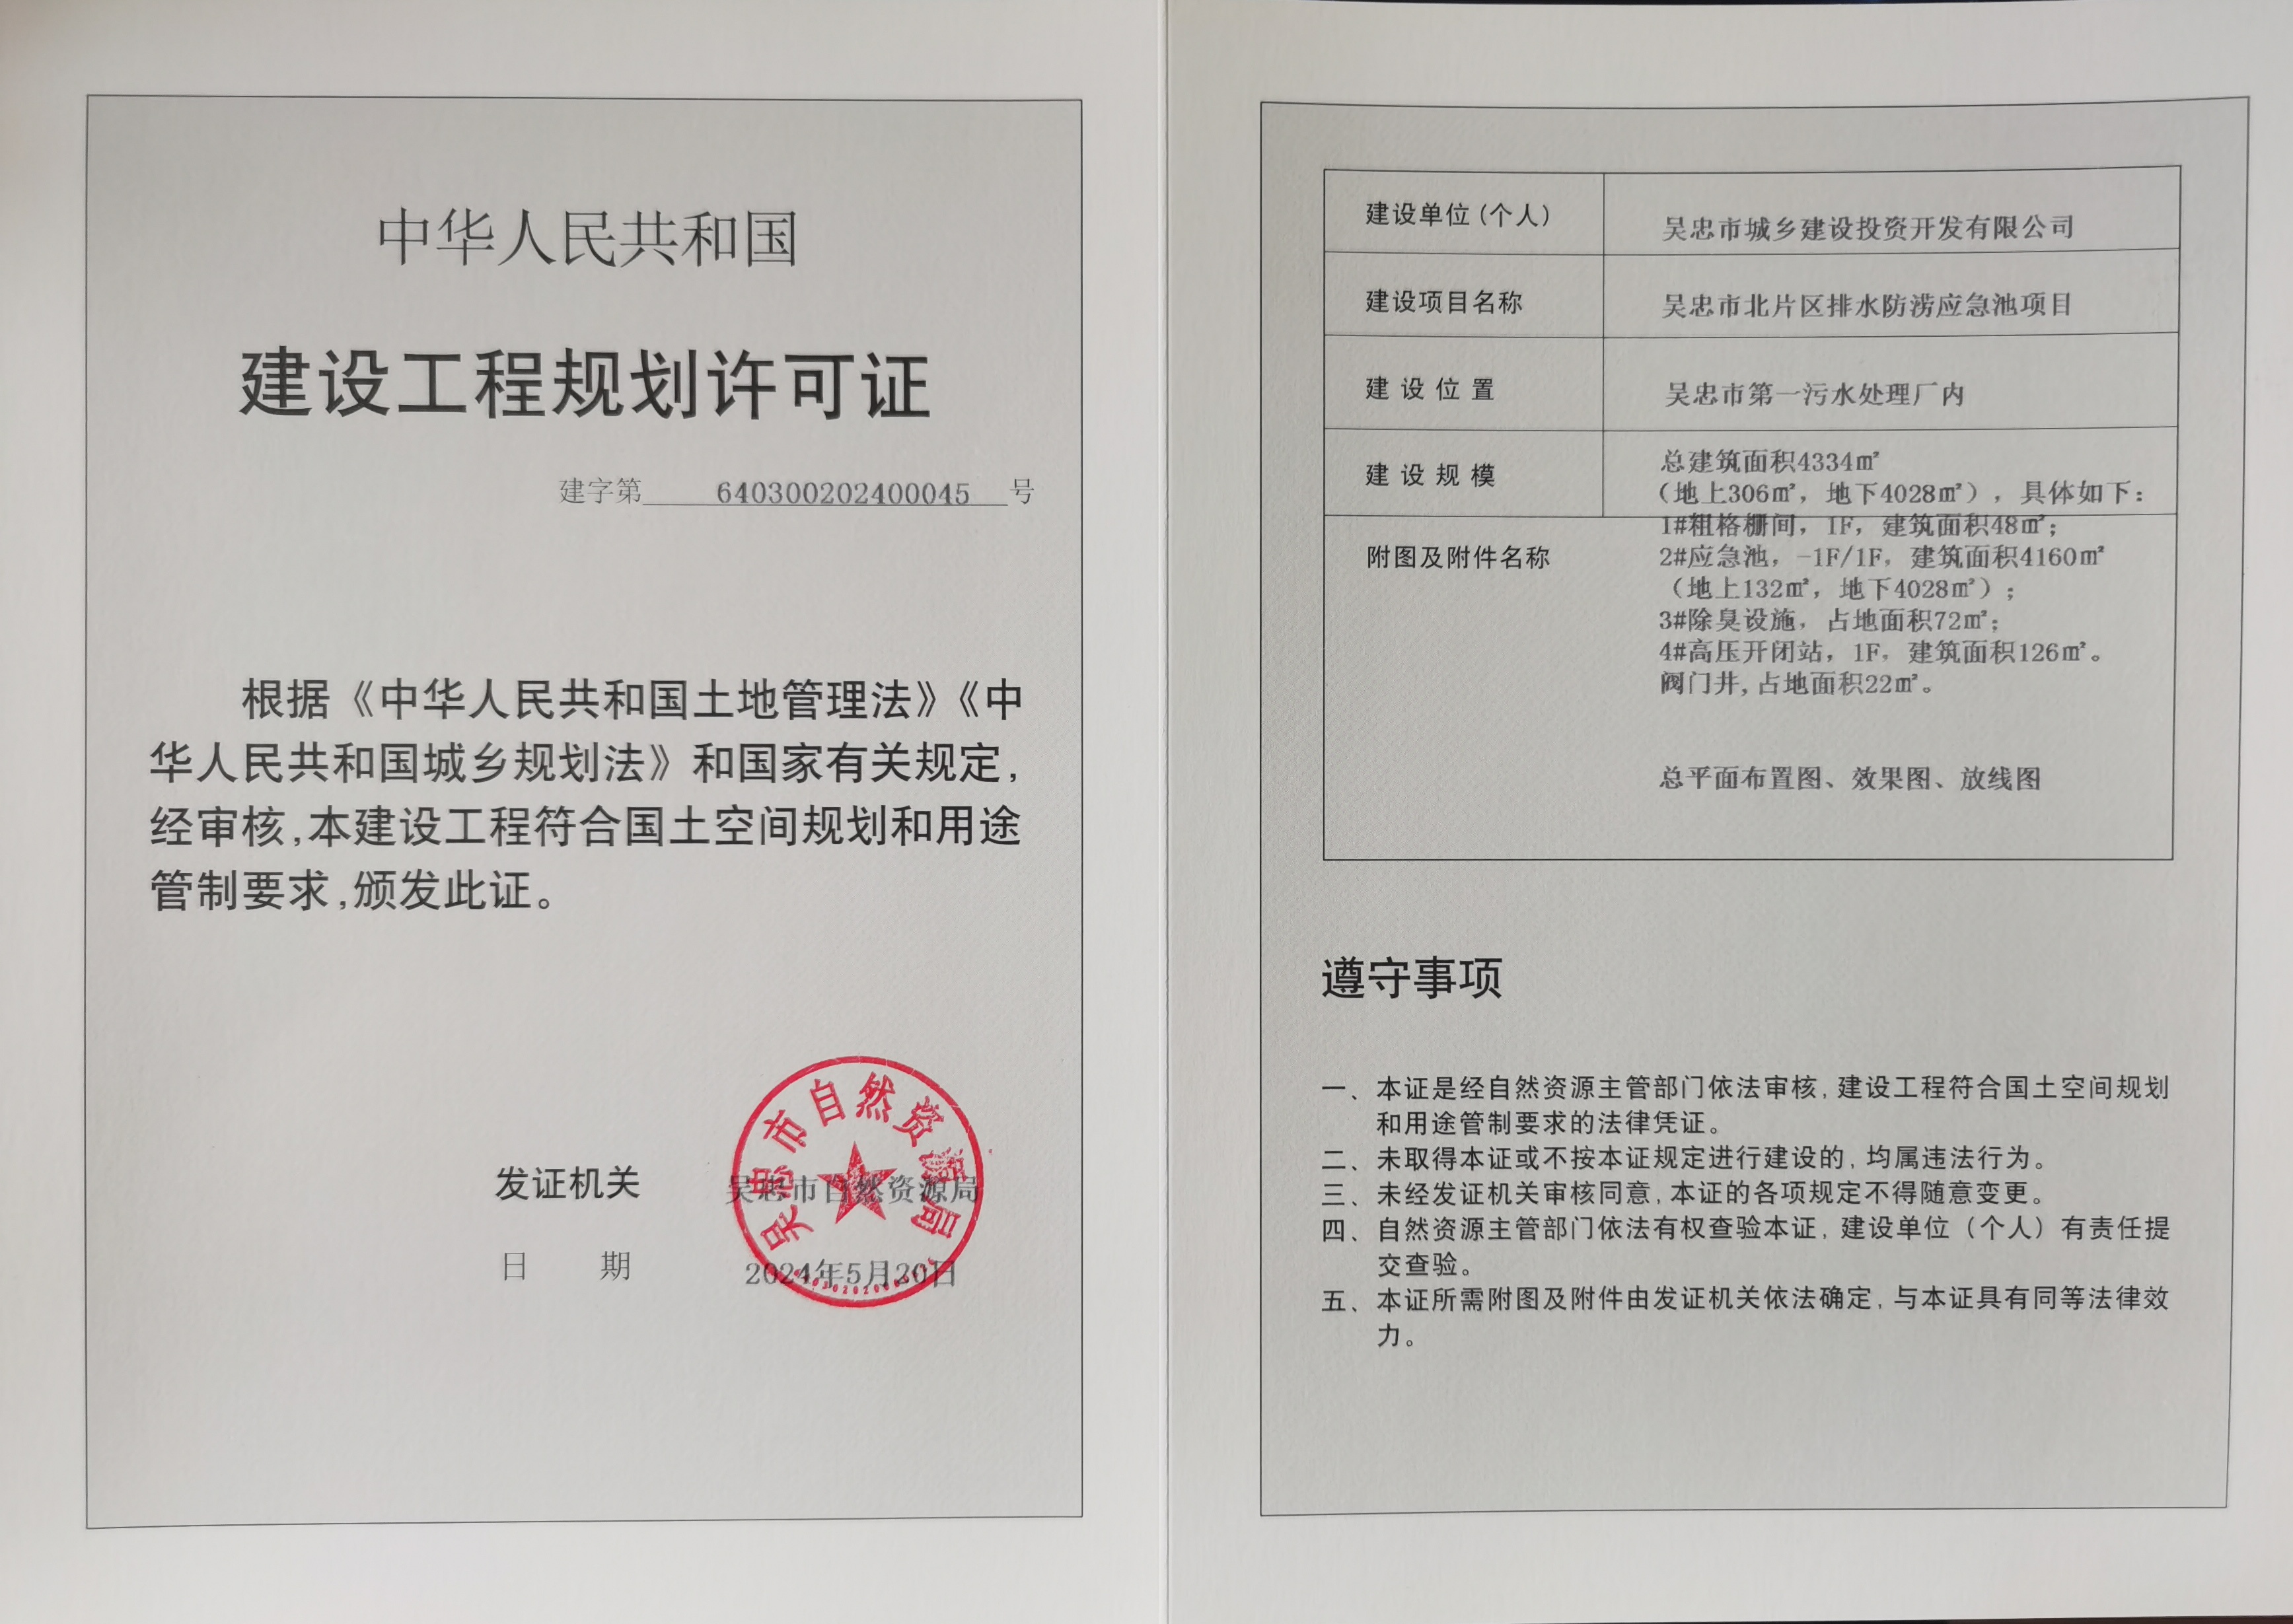 中华人民共和国
建设工程规划许可证
建字第 640300202400045 号
根据《中华人民共和国土地管理法》《中
华人民共和国城乡规划法》和国家有关规定,
经审核,本建设工程符合国土空间规划和用途
管制要求,颁发此证。
发证机关 吴忠市自然资源局
日 期 2024年5月20日
吴忠市自然资源局
建设单位(个人) 吴忠市城乡建设投资开发有限公司
建设项目名称 吴忠市北片区排水防涝应急池项目
建设位置 吴忠市第一污水处理厂内
建设规模
总建筑面积4334㎡
(地上306㎡, 地下4028㎡), 具体如下:
1#粗格栅间, 1F, 建筑面积48㎡;
附图及附件名称
2#应急池, -1F/1F, 建筑面积4160㎡
(地上132㎡, 地下4028㎡);
3#除臭设施, 占地面积72㎡;
4#高压开闭站, 1F, 建筑面积126㎡。
阀门井, 占地面积22㎡。
总平面布置图、效果图、放线图
遵守事项
一、本证是经自然资源主管部门依法审核, 建设工程符合国土空间规划
和用途管制要求的法律凭证。
二、未取得本证或不按本证规定进行建设的, 均属违法行为。
三、未经发证机关审核同意, 本证的各项规定不得随意变更。
四、自然资源主管部门依法有权查验本证, 建设单位(个人)有责任提
交查验。
五、本证所需附图及附件由发证机关依法确定, 与本证具有同等法律效
力。